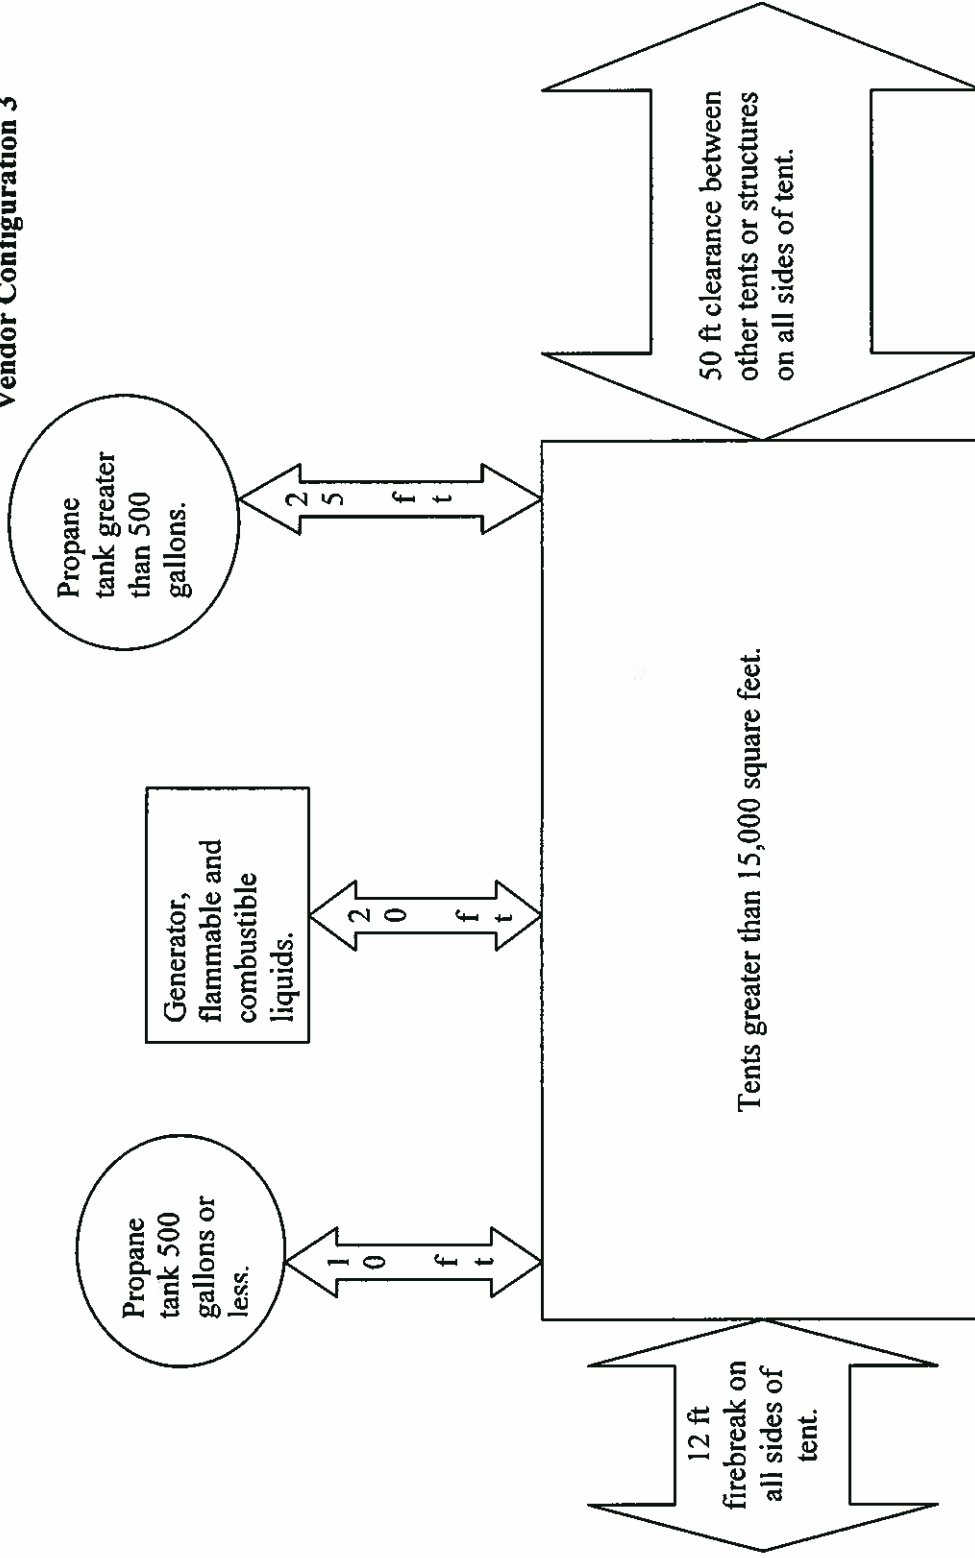 Vendor Configuration 3
Propane
tank 500
gallons or
less.
Generator,
flammable and
combustible
liquids.
Propane
tank greater
than 500
gallons.
10 ft
20 ft
25 ft
12 ft
firebreak on
all sides of
tent.
Tents greater than 15,000 square feet.
50 ft clearance between
other tents or structures
on all sides of tent.